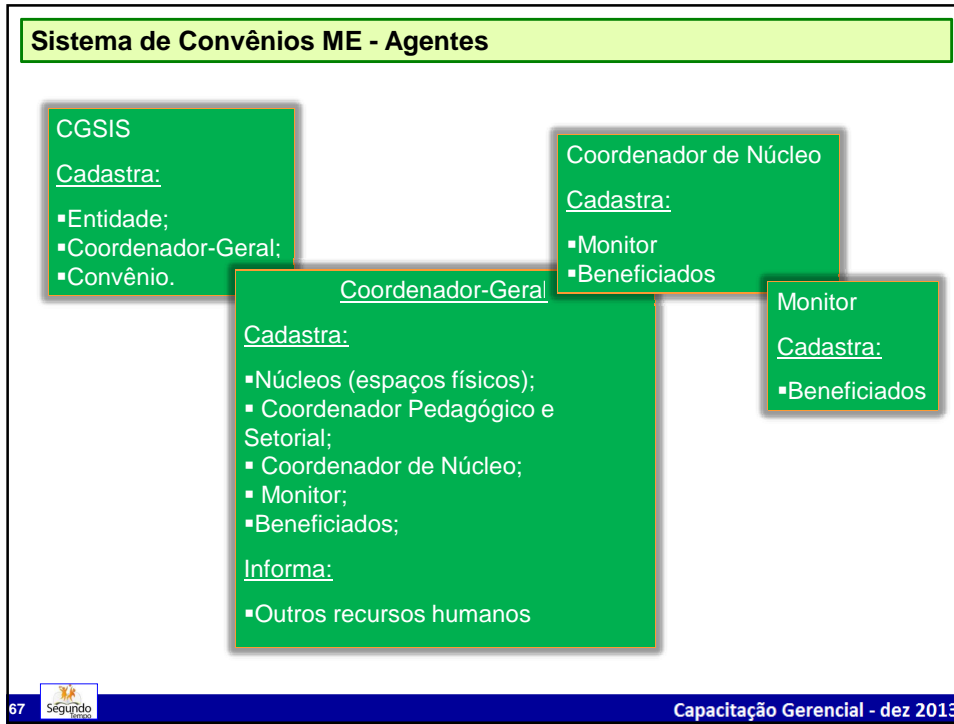 Sistema de Convênios ME - Agentes
CGSIS
Cadastra:
▪Entidade;
▪Coordenador-Geral;
▪Convênio.
Coordenador-Geral
Cadastra:
▪Núcleos (espaços físicos);
▪ Coordenador Pedagógico e
Setorial;
▪ Coordenador de Núcleo;
▪ Monitor;
▪Beneficiados;
Informa:
▪Outros recursos humanos
Coordenador de Núcleo
Cadastra:
▪Monitor
▪Beneficiados
Monitor
Cadastra:
▪Beneficiados
67
Segundo
Tempo
Capacitação Gerencial - dez 2013